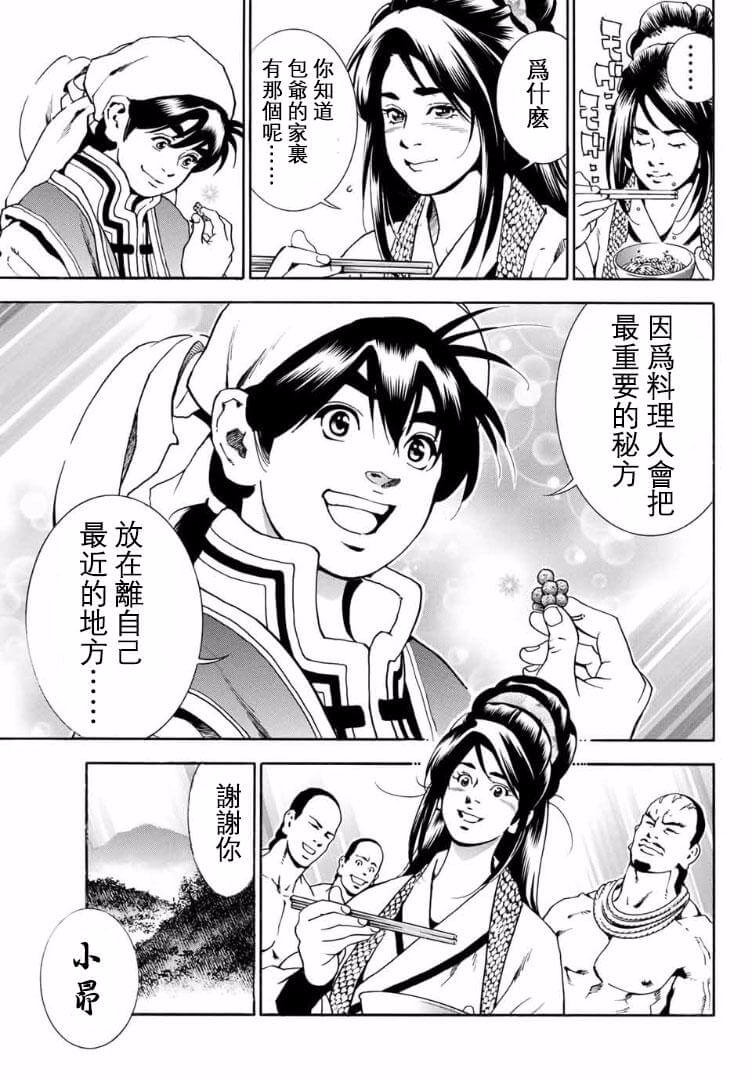 ……
爲什麽
你知道
包爺的家裏
有那個呢……
因爲料理人會把
最重要的秘方
放在離自己
最近的地方……
謝謝你
小昴